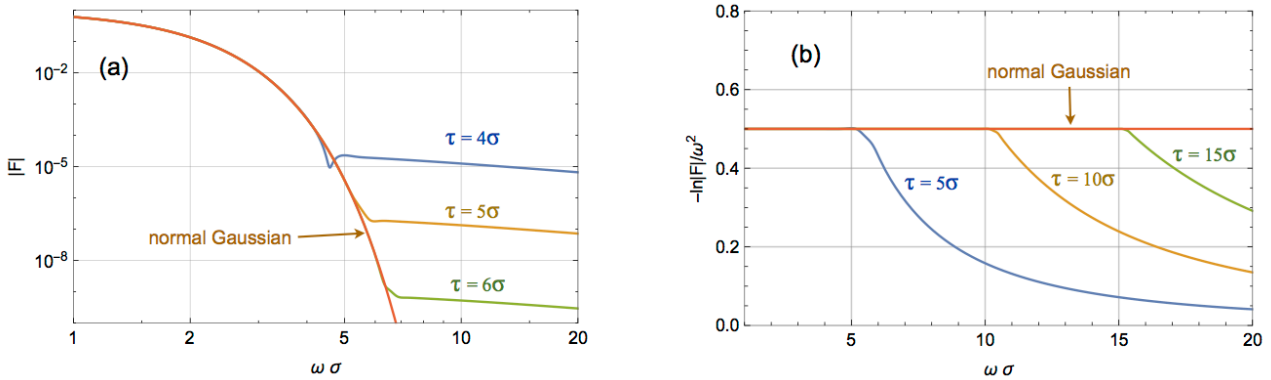 (a)
|F|
10⁻²
10⁻⁵
10⁻⁸
τ = 4σ
τ = 5σ
normal Gaussian
τ = 6σ
1 2 5 10 20
ω σ
(b)
−ln|F|/ω²
0.8
0.6
0.4
0.2
0.0
normal Gaussian
τ = 15σ
τ = 5σ
τ = 10σ
5 10 15 20
ω σ